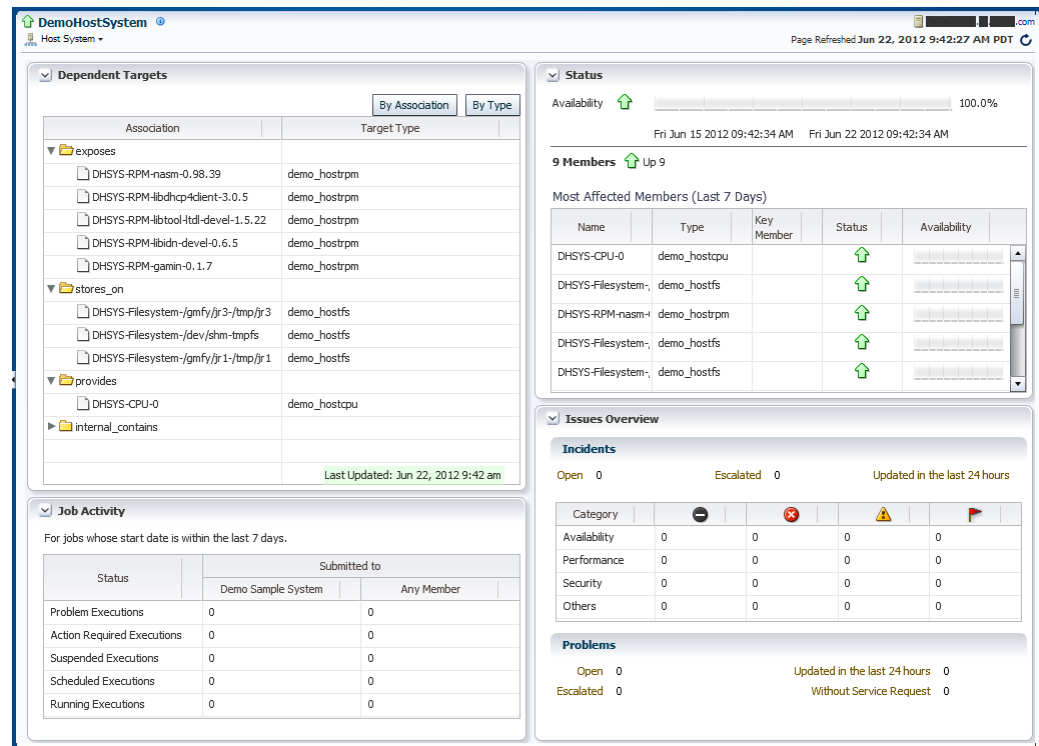 DemoHostSystem
.com
Host System
Page Refreshed Jun 22, 2012 9:42:27 AM PDT
Dependent Targets
By Association By Type
Association Target Type
exposes
DHSYS-RPM-nasm-0.98.39 demo_hostrpm
DHSYS-RPM-libdhcp4client-3.0.5 demo_hostrpm
DHSYS-RPM-libtool-ltdl-devel-1.5.22 demo_hostrpm
DHSYS-RPM-libidn-devel-0.6.5 demo_hostrpm
DHSYS-RPM-gamin-0.1.7 demo_hostrpm
stores_on
DHSYS-Filesystem-/gmfy/jr3-/tmp/jr3 demo_hostfs
DHSYS-Filesystem-/dev/shm-tmpfs demo_hostfs
DHSYS-Filesystem-/gmfy/jr1-/tmp/jr1 demo_hostfs
provides
DHSYS-CPU-0 demo_hostcpu
internal_contains
Last Updated: Jun 22, 2012 9:42 am
Job Activity
For jobs whose start date is within the last 7 days.
Status Submitted to
Demo Sample System Any Member
Problem Executions 0 0
Action Required Executions 0 0
Suspended Executions 0 0
Scheduled Executions 0 0
Running Executions 0 0
Status
Availability 100.0%
Fri Jun 15 2012 09:42:34 AM Fri Jun 22 2012 09:42:34 AM
9 Members Up 9
Most Affected Members (Last 7 Days)
Name Type Key Member Status Availability
DHSYS-CPU-0 demo_hostcpu
DHSYS-Filesystem- demo_hostfs
DHSYS-RPM-nasm- demo_hostrpm
DHSYS-Filesystem- demo_hostfs
DHSYS-Filesystem- demo_hostfs
Issues Overview
Incidents
Open 0 Escalated 0 Updated in the last 24 hours
Category
Availability 0 0 0 0
Performance 0 0 0 0
Security 0 0 0 0
Others 0 0 0 0
Problems
Open 0 Updated in the last 24 hours 0
Escalated 0 Without Service Request 0